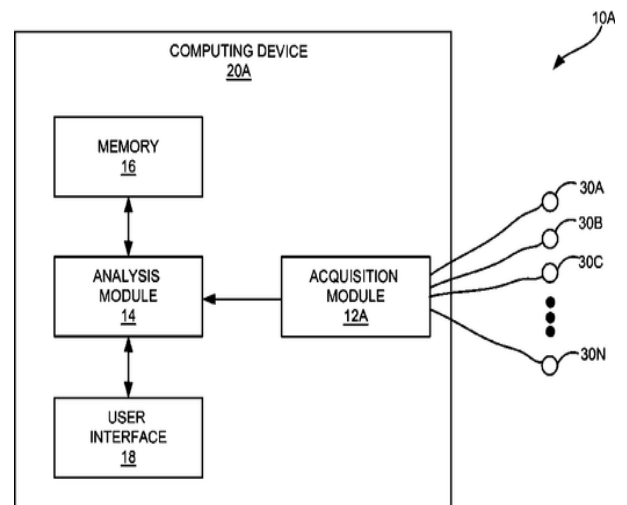 10A
COMPUTING DEVICE
20A
MEMORY
16
ANALYSIS
MODULE
14
ACQUISITION
MODULE
12A
USER
INTERFACE
18
30A
30B
30C
30N